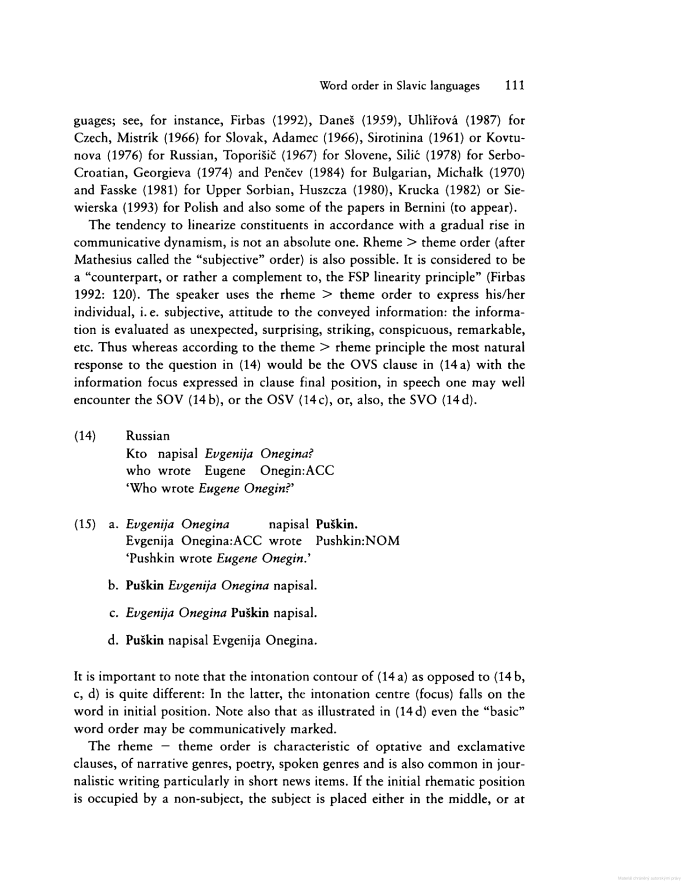 Word order in Slavic languages 111
guages; see, for instance, Firbas (1992), Daneš (1959), Uhlířová (1987) for
Czech, Mistrík (1966) for Slovak, Adamec (1966), Sirotinina (1961) or Kovtu-
nova (1976) for Russian, Toporišič (1967) for Slovene, Silić (1978) for Serbo-
Croatian, Georgieva (1974) and Penčev (1984) for Bulgarian, Michałk (1970)
and Fasske (1981) for Upper Sorbian, Huszcza (1980), Krucka (1982) or Sie-
wierska (1993) for Polish and also some of the papers in Bernini (to appear).
The tendency to linearize constituents in accordance with a gradual rise in
communicative dynamism, is not an absolute one. Rheme > theme order (after
Mathesius called the “subjective” order) is also possible. It is considered to be
a “counterpart, or rather a complement to, the FSP linearity principle” (Firbas
1992: 120). The speaker uses the rheme > theme order to express his/her
individual, i. e. subjective, attitude to the conveyed information: the informa-
tion is evaluated as unexpected, surprising, striking, conspicuous, remarkable,
etc. Thus whereas according to the theme > rheme principle the most natural
response to the question in (14) would be the OVS clause in (14 a) with the
information focus expressed in clause final position, in speech one may well
encounter the SOV (14 b), or the OSV (14 c), or, also, the SVO (14 d).
(14) Russian
Kto napisal Evgenija Onegina?
who wrote Eugene Onegin:ACC
‘Who wrote Eugene Onegin?’
(15) a. Evgenija Onegina napisal Puškin.
Evgenija Onegina:ACC wrote Pushkin:NOM
‘Pushkin wrote Eugene Onegin.’
b. Puškin Evgenija Onegina napisal.
c. Evgenija Onegina Puškin napisal.
d. Puškin napisal Evgenija Onegina.
It is important to note that the intonation contour of (14 a) as opposed to (14 b,
c, d) is quite different: In the latter, the intonation centre (focus) falls on the
word in initial position. Note also that as illustrated in (14 d) even the “basic”
word order may be communicatively marked.
The rheme − theme order is characteristic of optative and exclamative
clauses, of narrative genres, poetry, spoken genres and is also common in jour-
nalistic writing particularly in short news items. If the initial rhematic position
is occupied by a non-subject, the subject is placed either in the middle, or at